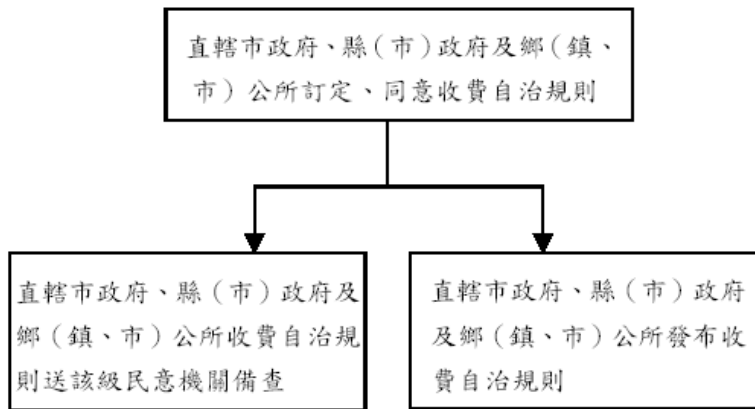 直轄市政府、縣（市）政府及鄉（鎮、
市）公所訂定、同意收費自治規則
直轄市政府、縣（市）政府及
鄉（鎮、市）公所收費自治規
則送該級民意機關備查
直轄市政府、縣（市）政府
及鄉（鎮、市）公所發布收
費自治規則